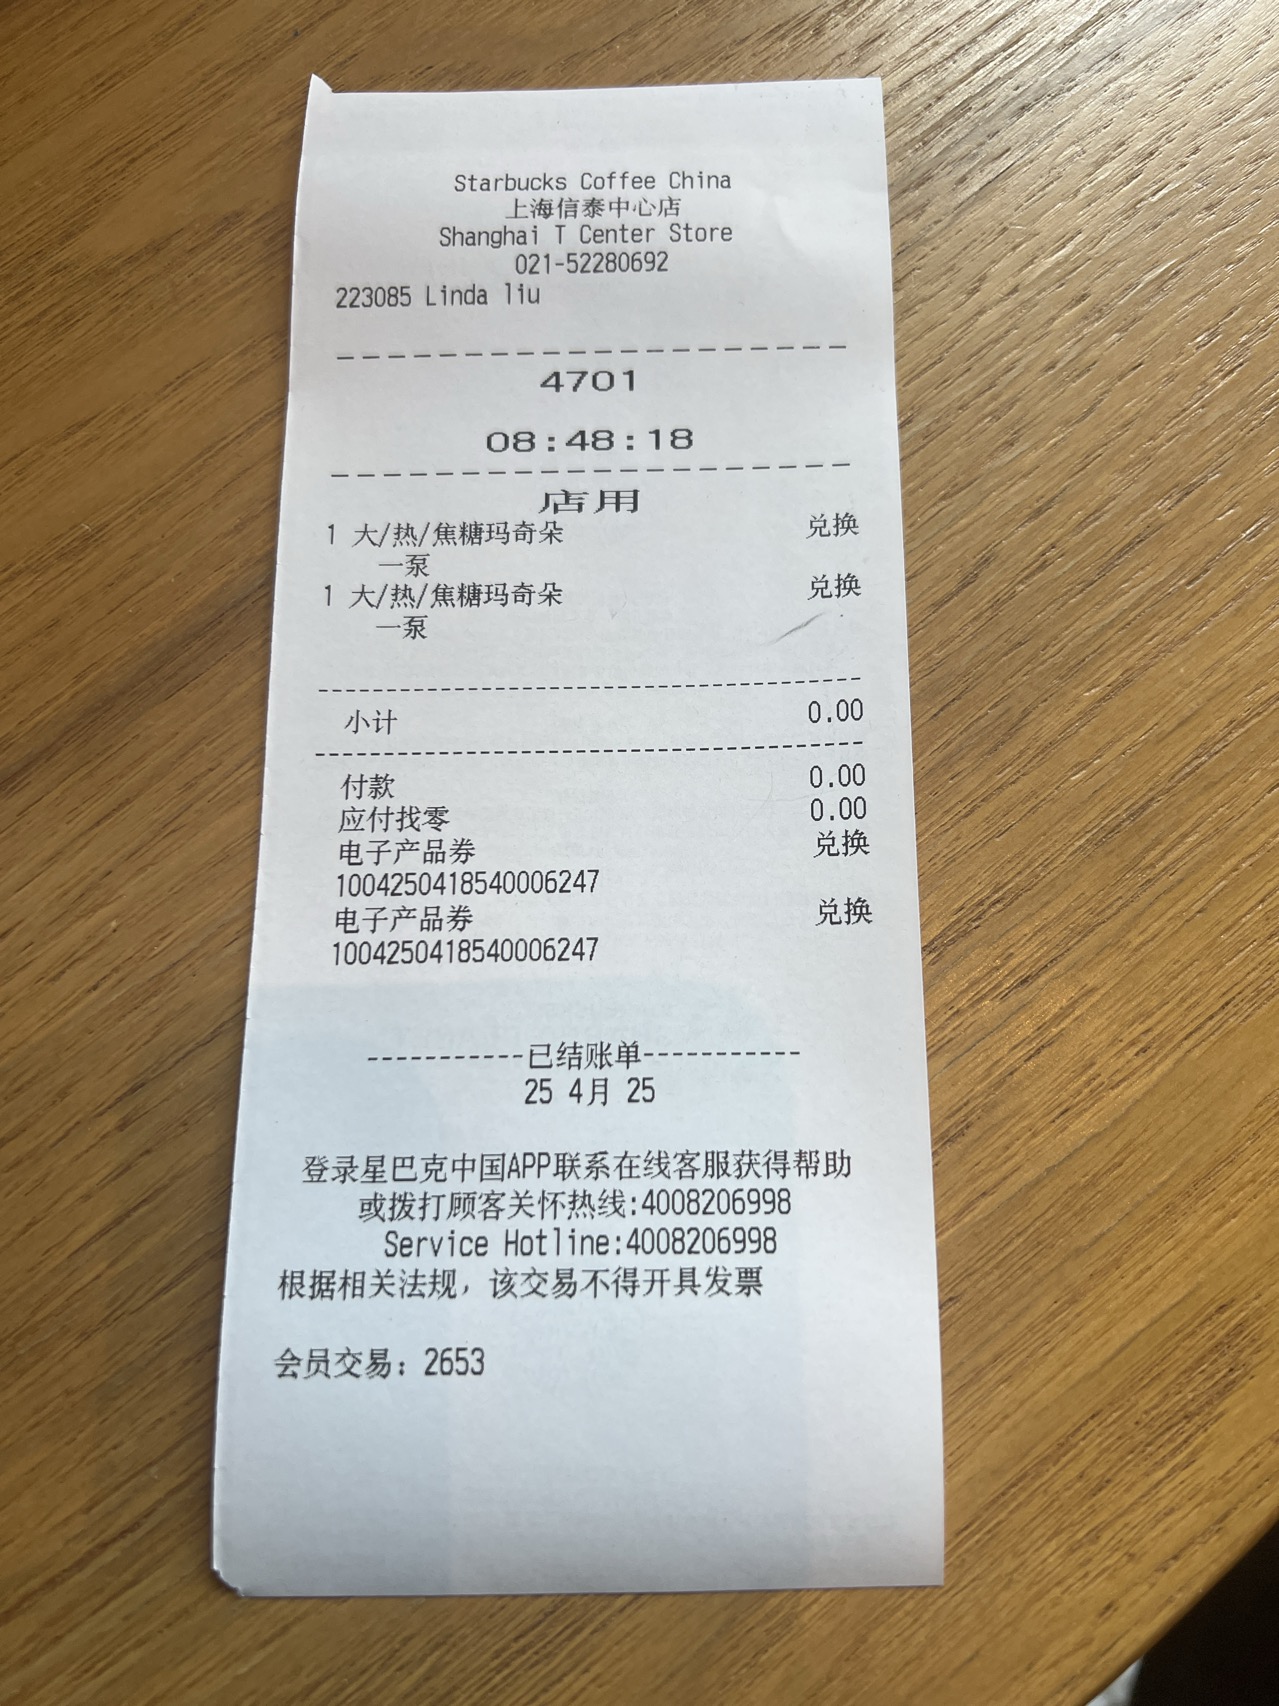 Starbucks Coffee China
上海信泰中心店
Shanghai T Center Store
021-52280692
223085 Linda liu
4701
08:48:18
店用
1 大/热/焦糖玛奇朵 兑换
一泵
1 大/热/焦糖玛奇朵 兑换
一泵
小计 0.00
付款 0.00
应付找零 0.00
电子产品券 兑换
1004250418540006247
电子产品券 兑换
1004250418540006247
-----------已结账单-----------
25 4月 25
登录星巴克中国APP联系在线客服获得帮助
或拨打顾客关怀热线:4008206998
Service Hotline:4008206998
根据相关法规，该交易不得开具发票
会员交易：2653